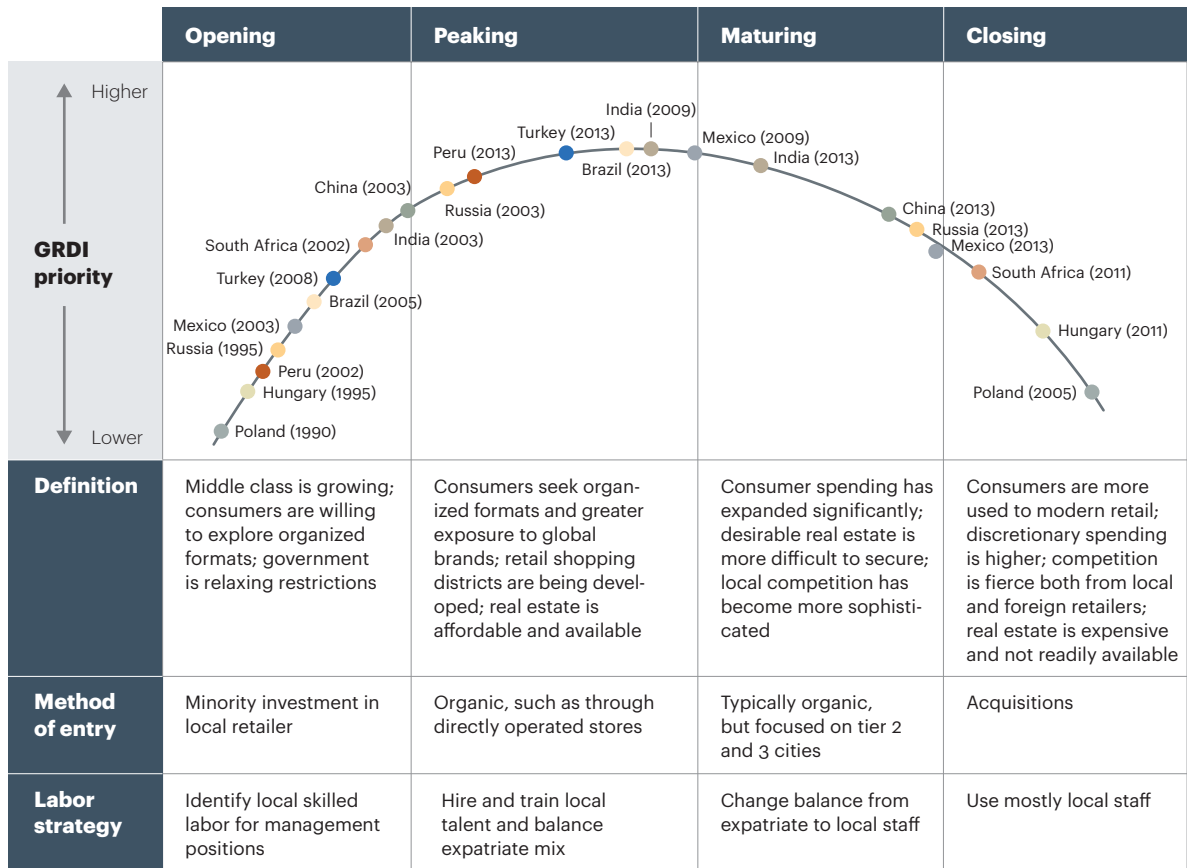 Opening
Peaking
Maturing
Closing
Higher
GRDI
priority
Lower
India (2009)
Turkey (2013)
Mexico (2009)
Peru (2013)
Brazil (2013)
India (2013)
China (2003)
Russia (2003)
China (2013)
South Africa (2002)
India (2003)
Russia (2013)
Mexico (2013)
Turkey (2008)
South Africa (2011)
Brazil (2005)
Mexico (2003)
Hungary (2011)
Russia (1995)
Peru (2002)
Hungary (1995)
Poland (2005)
Poland (1990)
Definition
Middle class is growing;
consumers are willing
to explore organized
formats; government
is relaxing restrictions
Consumers seek organ-
ized formats and greater
exposure to global
brands; retail shopping
districts are being devel-
oped; real estate is
affordable and available
Consumer spending has
expanded significantly;
desirable real estate is
more difficult to secure;
local competition has
become more sophisti-
cated
Consumers are more
used to modern retail;
discretionary spending
is higher; competition
is fierce both from local
and foreign retailers;
real estate is expensive
and not readily available
Method
of entry
Minority investment in
local retailer
Organic, such as through
directly operated stores
Typically organic,
but focused on tier 2
and 3 cities
Acquisitions
Labor
strategy
Identify local skilled
labor for management
positions
Hire and train local
talent and balance
expatriate mix
Change balance from
expatriate to local staff
Use mostly local staff